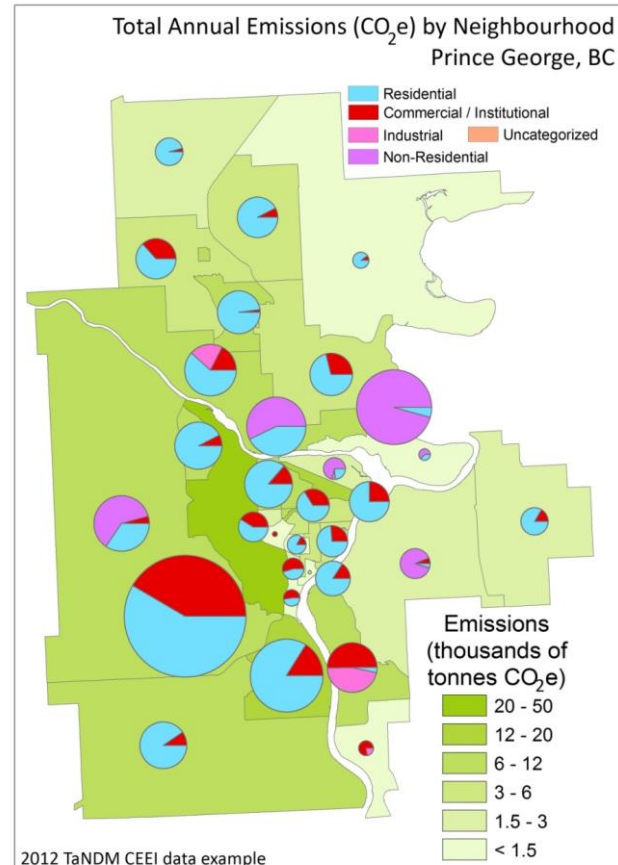 Total Annual Emissions (CO₂e) by Neighbourhood
Prince George, BC
Residential
Commercial / Institutional
Industrial
Uncategorized
Non-Residential
Emissions
(thousands of
tonnes CO₂e)
20 - 50
12 - 20
6 - 12
3 - 6
1.5 - 3
< 1.5
2012 TaNDM CEEI data example